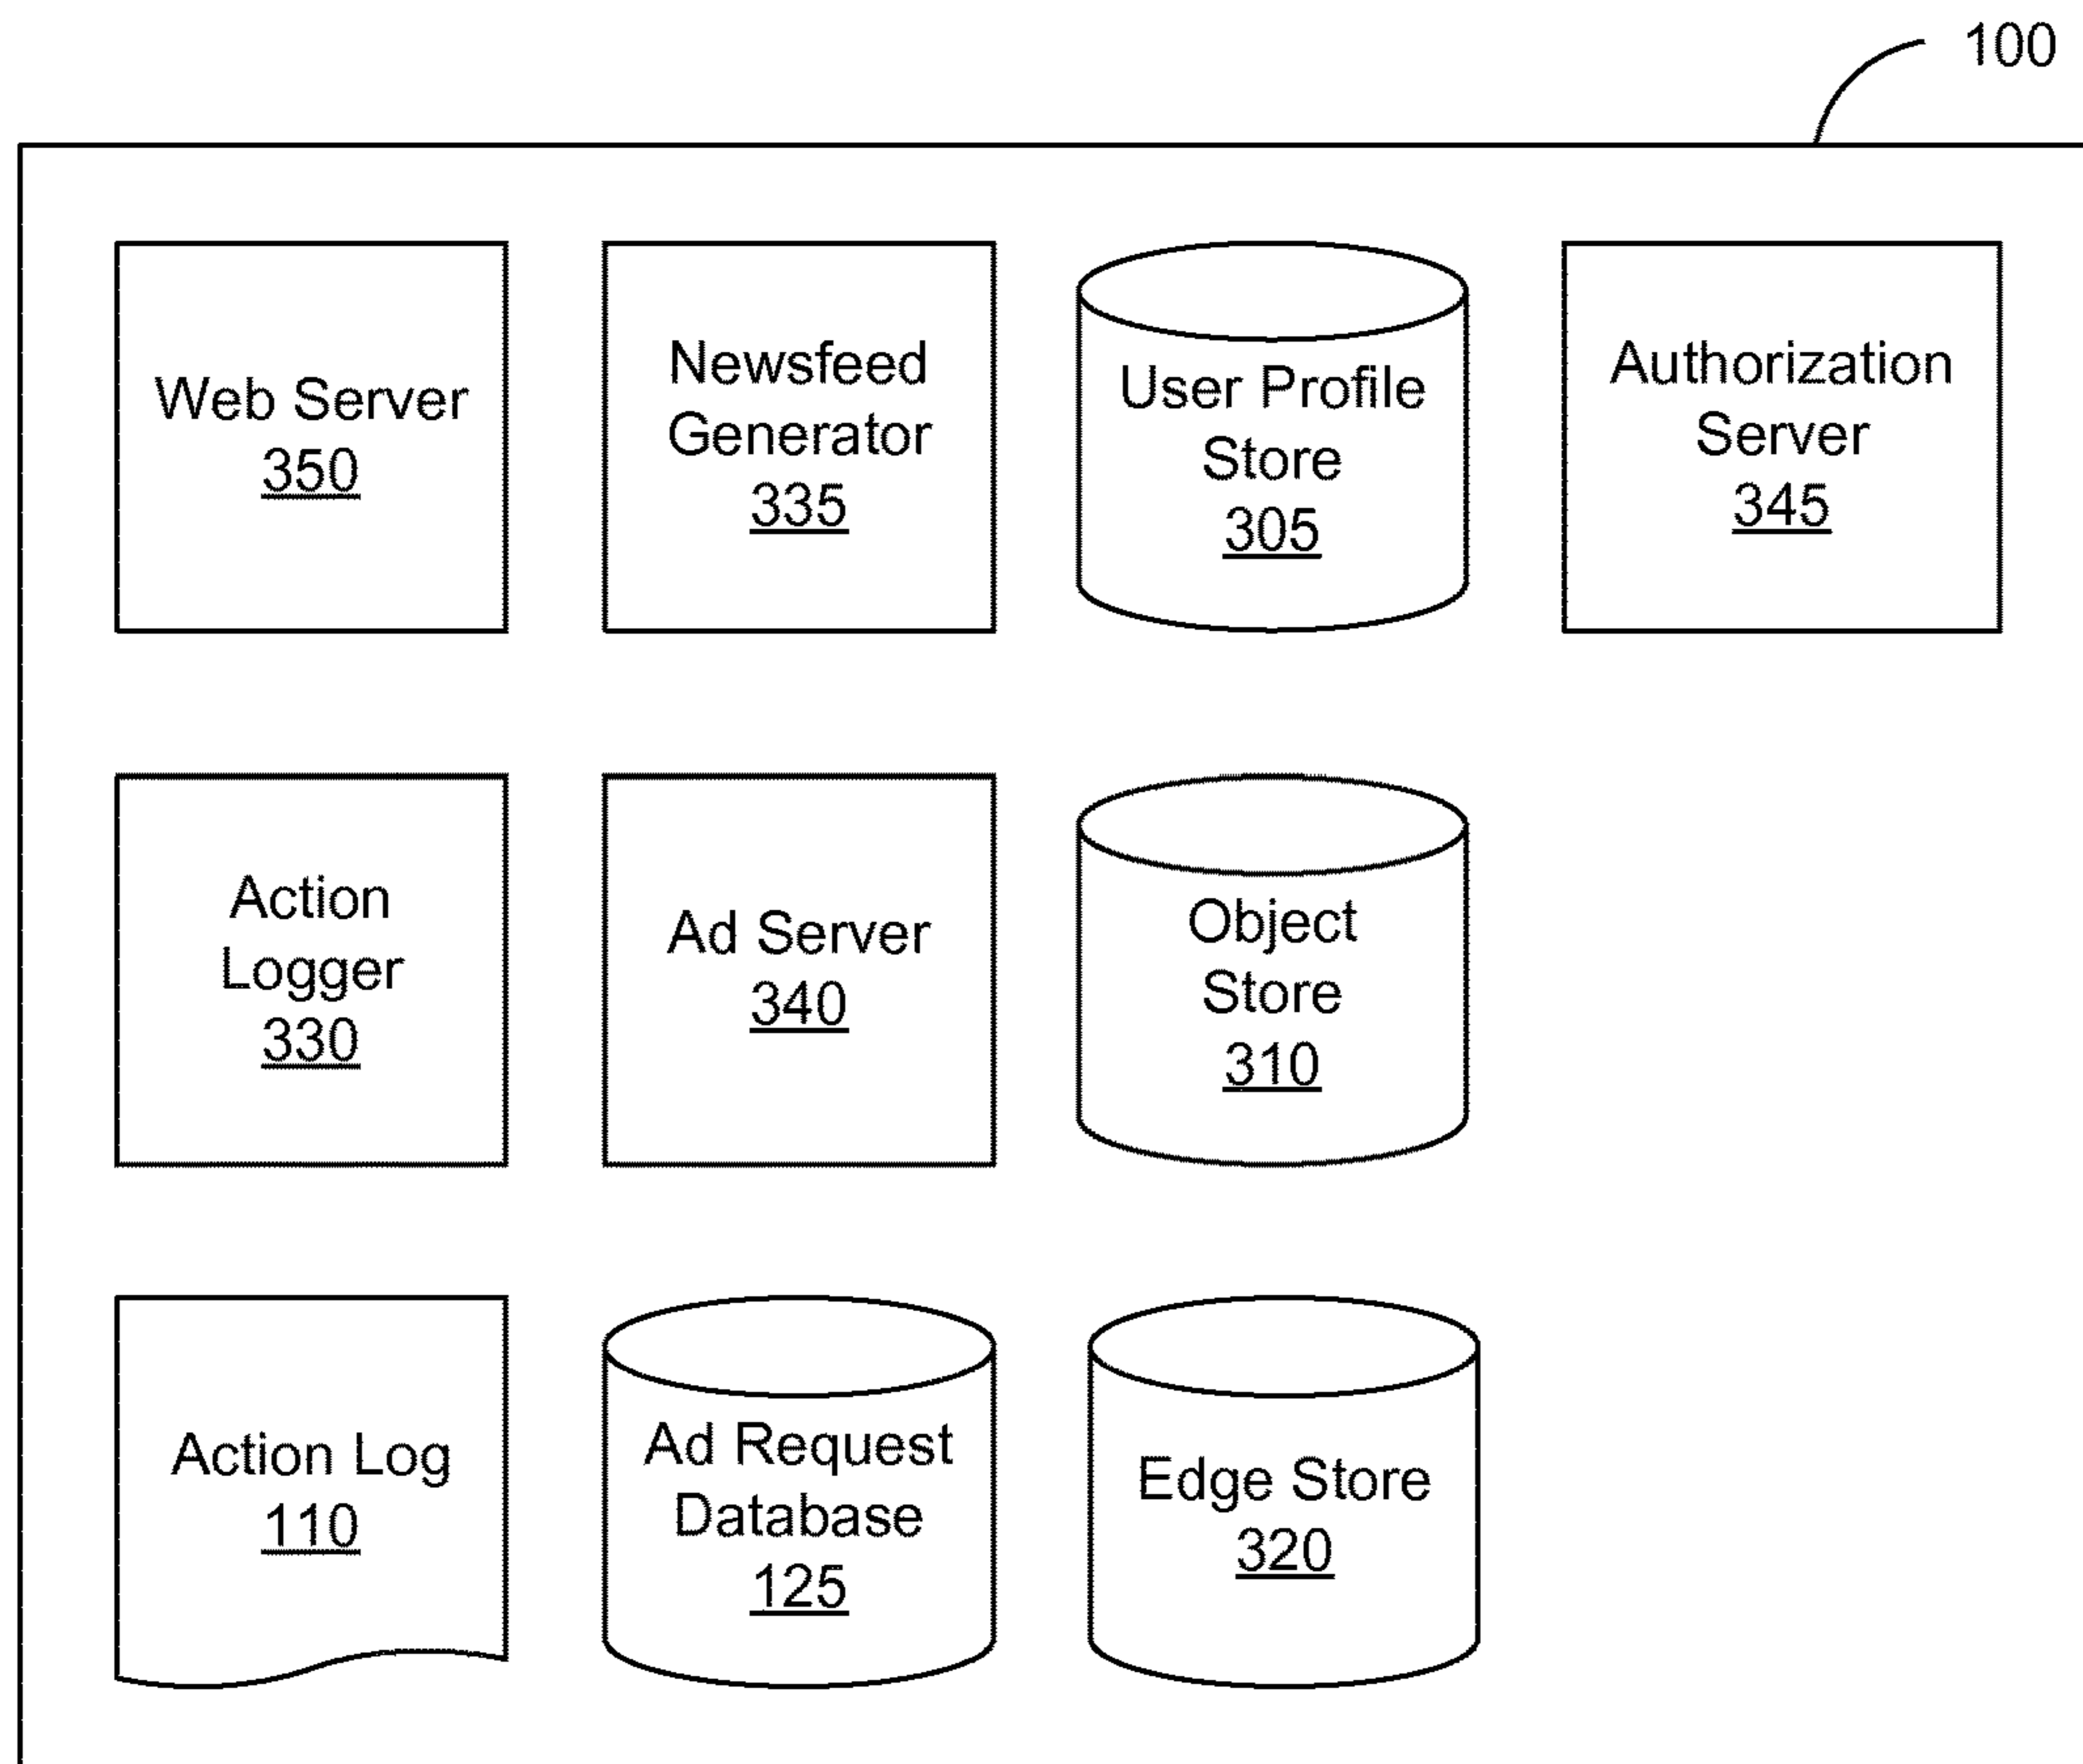 100
Web Server
350
Newsfeed
Generator
335
User Profile
Store
305
Authorization
Server
345
Action
Logger
330
Ad Server
340
Object
Store
310
Action Log
110
Ad Request
Database
125
Edge Store
320